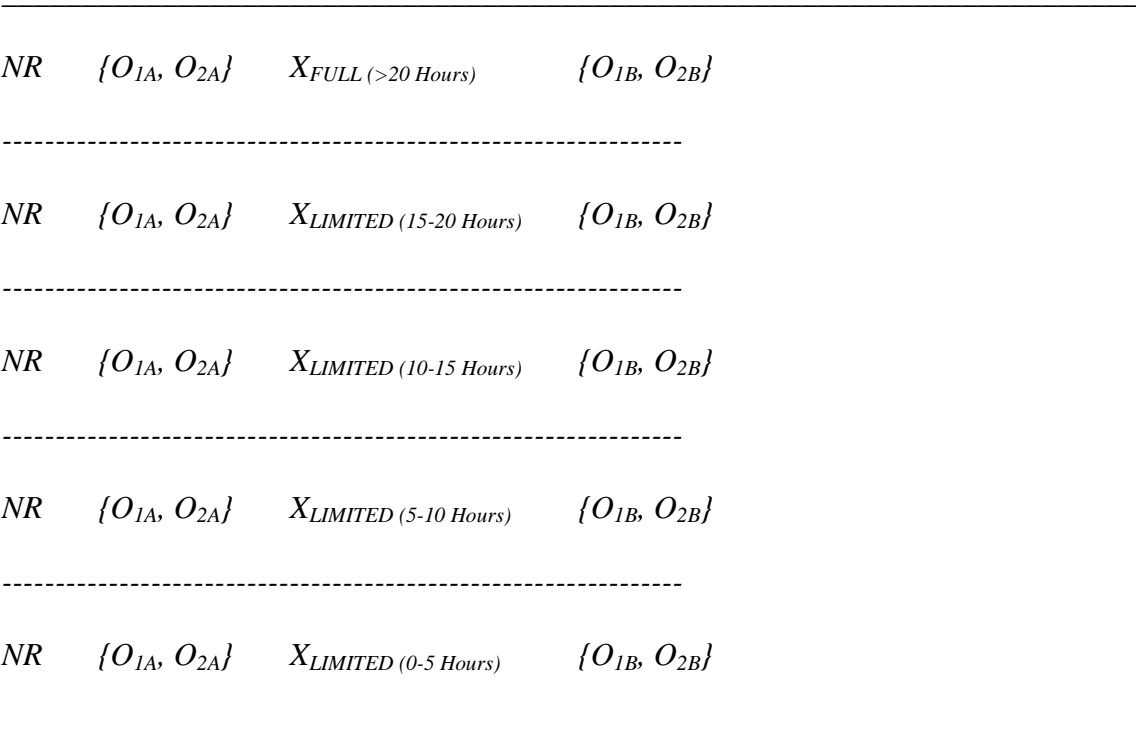 NR {O1A, O2A} XFULL (>20 Hours) {O1B, O2B}
----------------------------------------------------------------
NR {O1A, O2A} XLIMITED (15-20 Hours) {O1B, O2B}
----------------------------------------------------------------
NR {O1A, O2A} XLIMITED (10-15 Hours) {O1B, O2B}
----------------------------------------------------------------
NR {O1A, O2A} XLIMITED (5-10 Hours) {O1B, O2B}
----------------------------------------------------------------
NR {O1A, O2A} XLIMITED (0-5 Hours) {O1B, O2B}